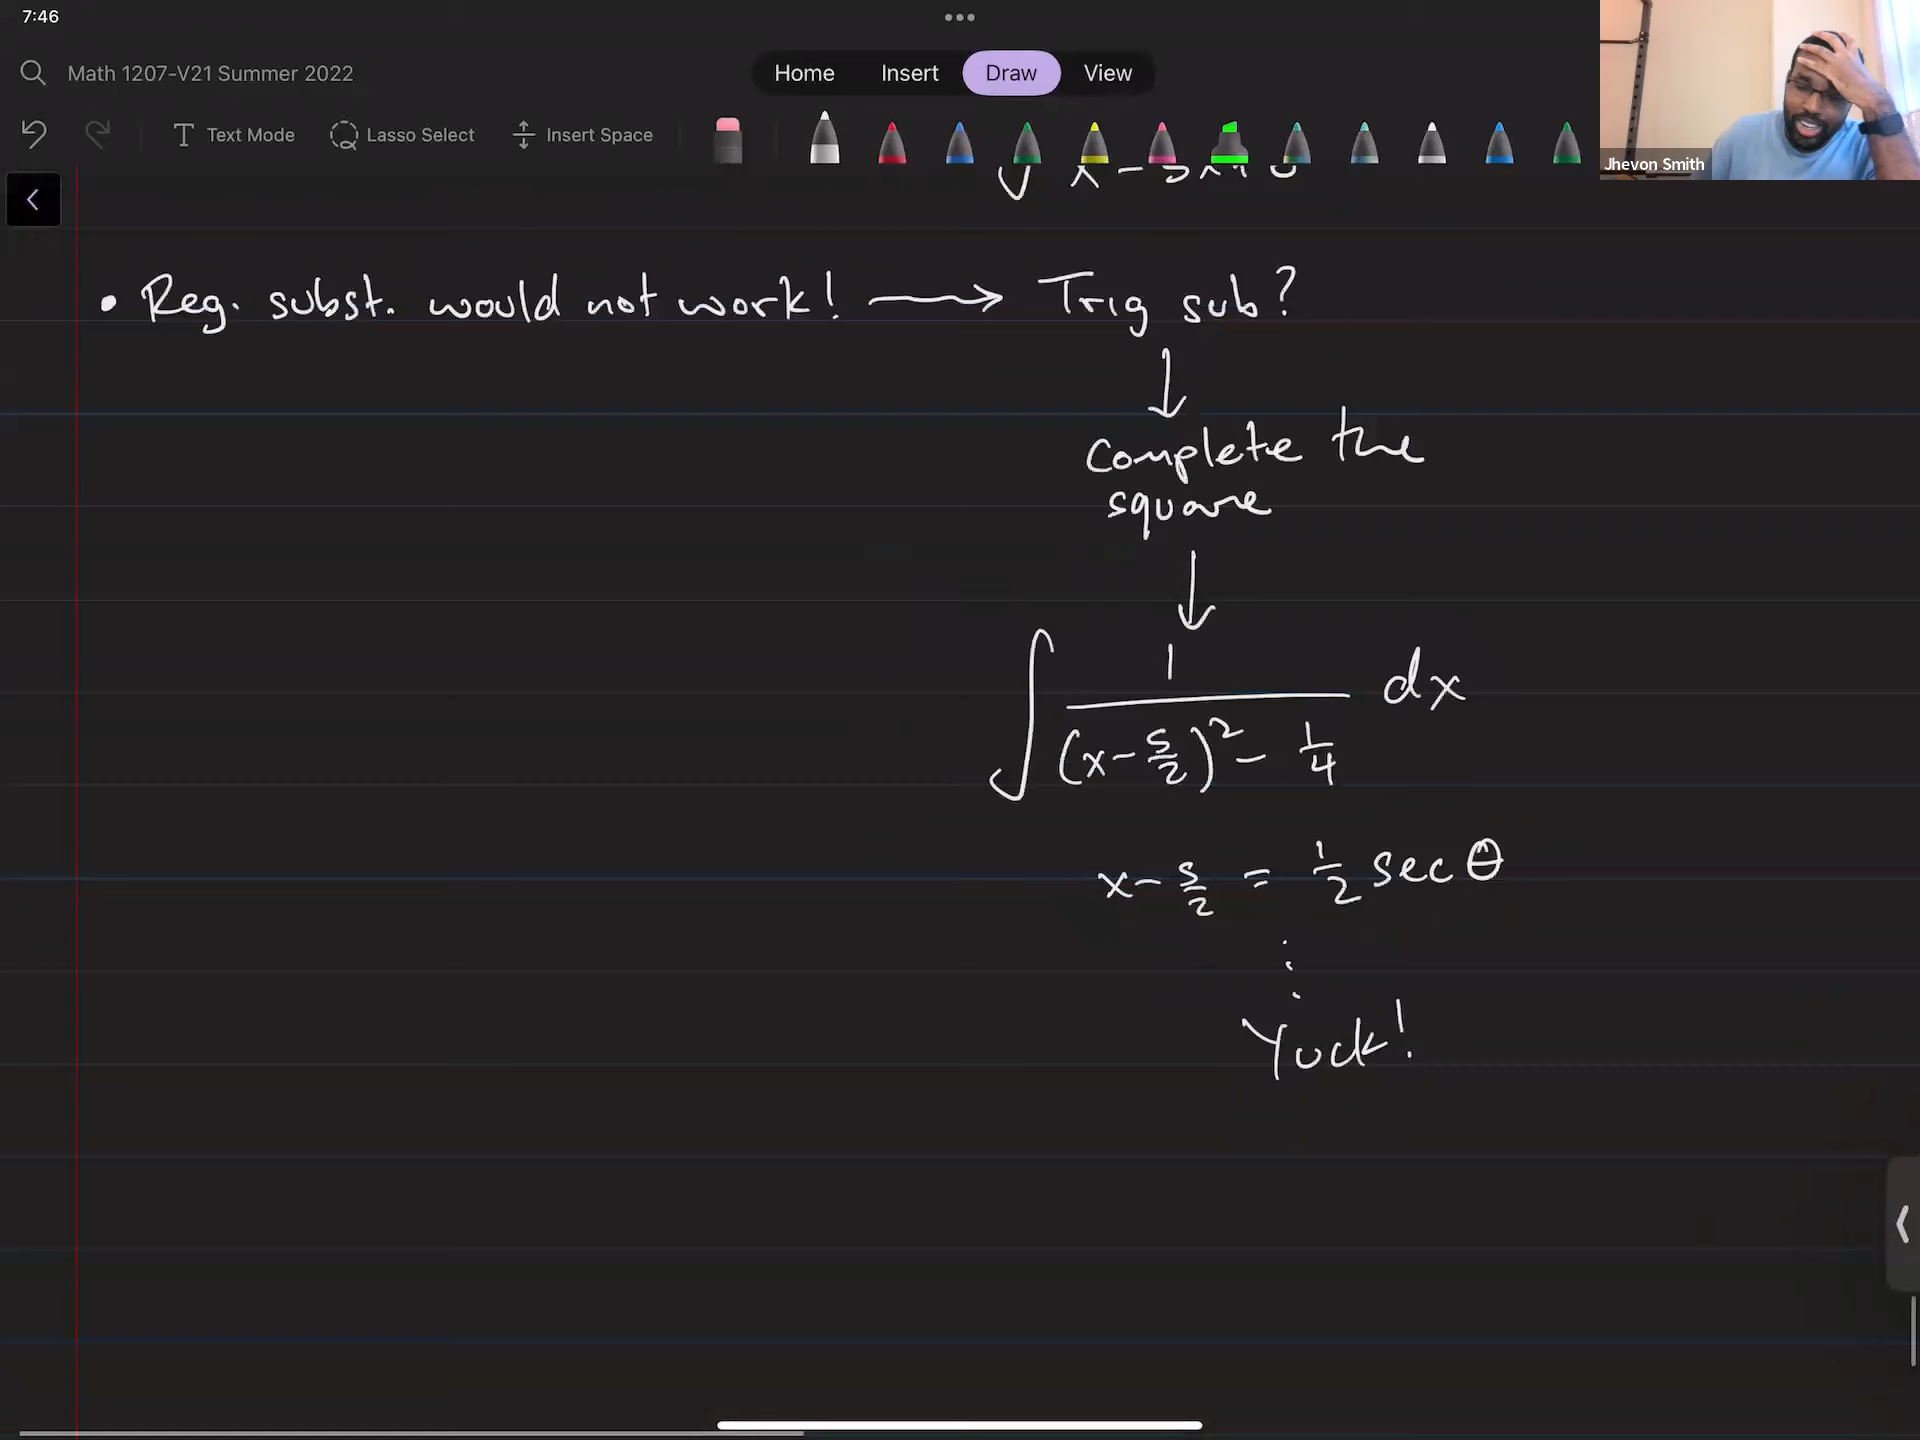 7:46
Math 1207-V21 Summer 2022
Home Insert Draw View
Text Mode Lasso Select Insert Space
Jhevon Smith
• Reg. subst. would not work! → Trig sub?
↓
Complete the
square
↓
∫ 1 / ((x - 5/2)² - 1/4) dx
x - 5/2 = 1/2 sec θ
⋮
Yuck!